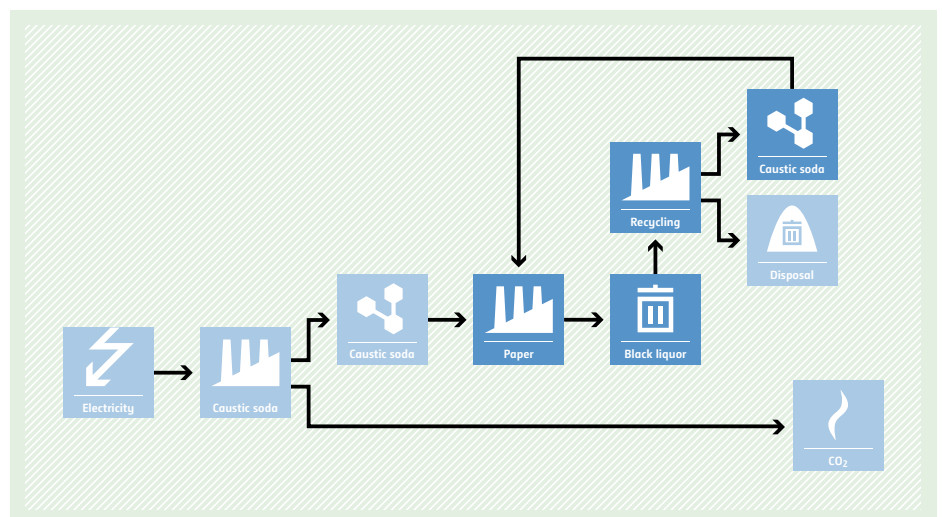 Caustic soda
Recycling
Disposal
Caustic soda
Paper
Black liquor
Electricity
Caustic soda
CO₂